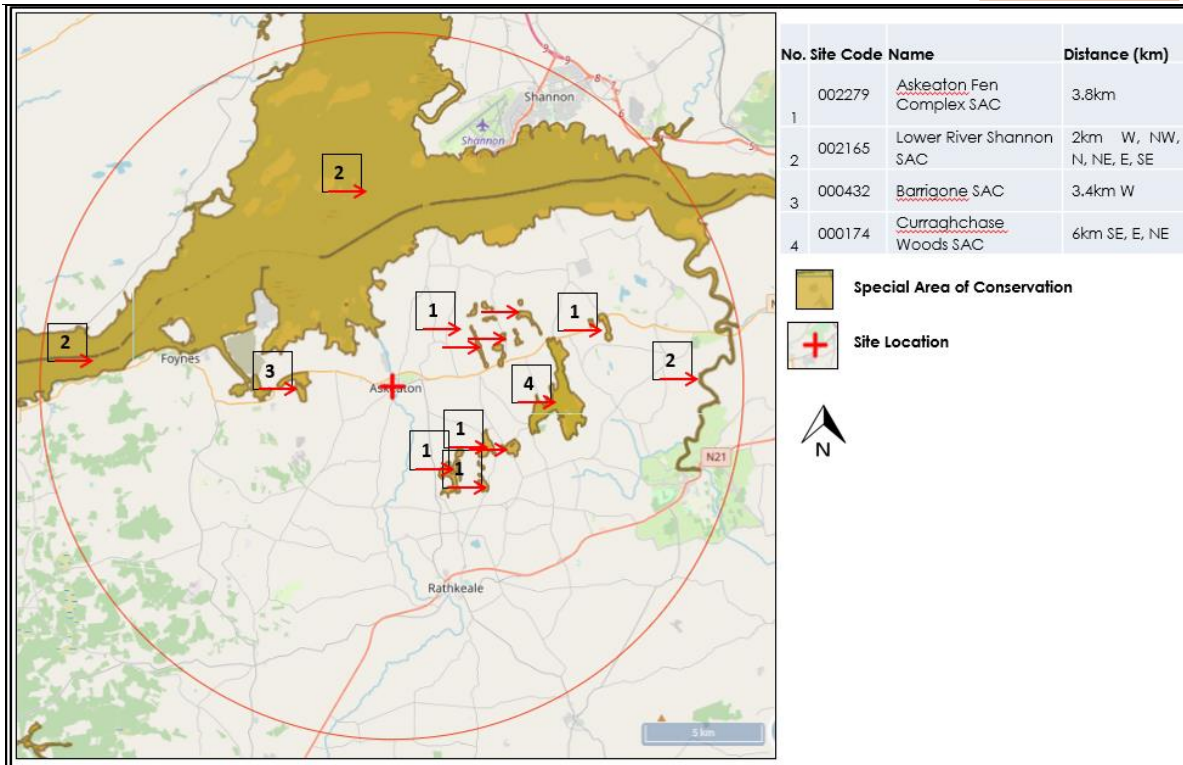 No. Site Code Name Distance (km)
1 002279 Askeaton Fen Complex SAC 3.8km
2 002165 Lower River Shannon SAC 2km W, NW, N, NE, E, SE
3 000432 Barrigone SAC 3.4km W
4 000174 Curraghchase Woods SAC 6km SE, E, NE
Special Area of Conservation
Site Location
N
Shannon
Shannon
2
1
1
2
Foynes
3
Askeaton
4
2
1
1
1
N21
Rathkeale
5 km